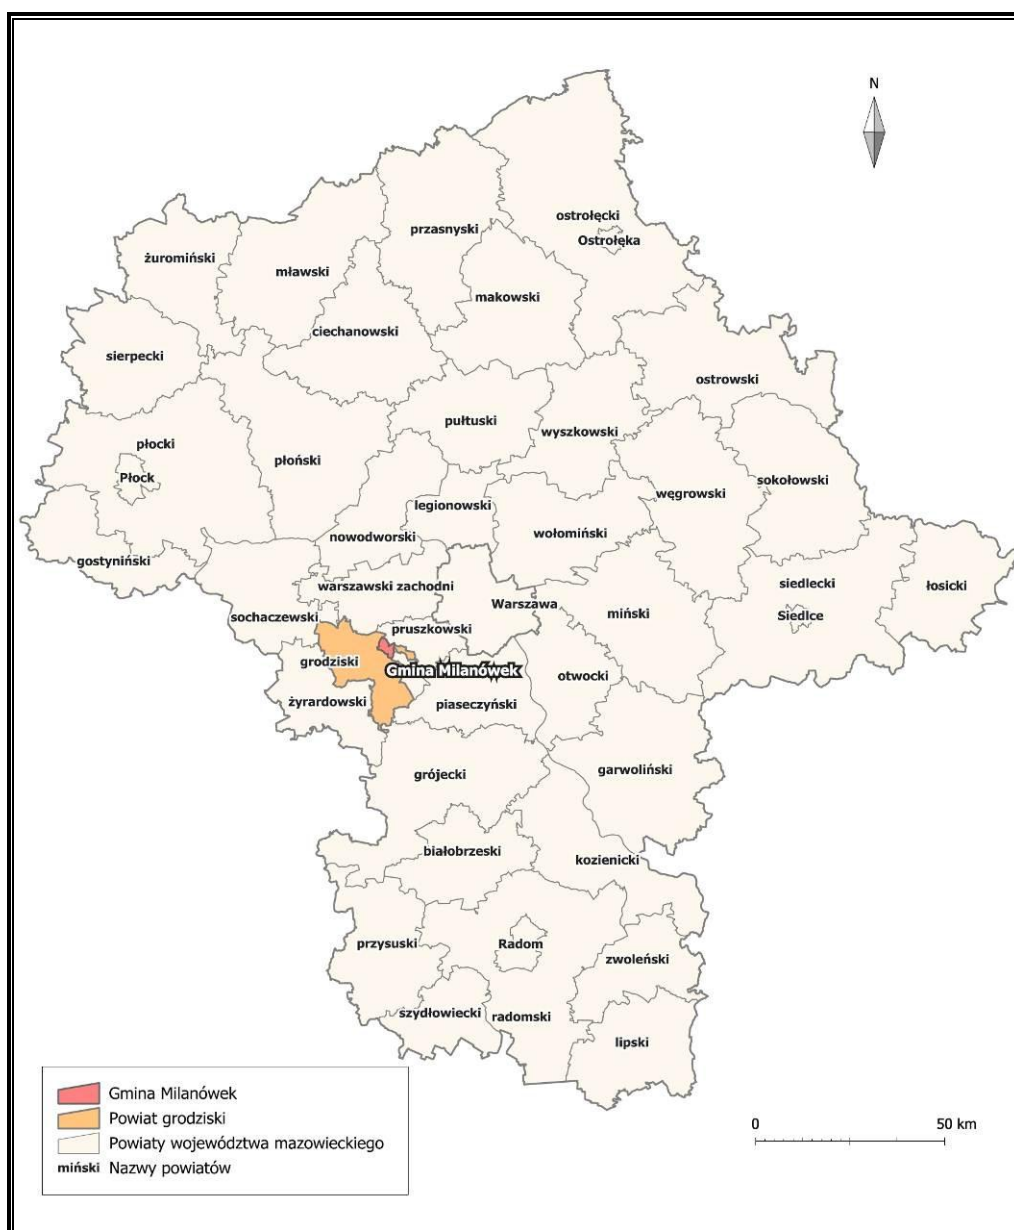 N
ostrołęcki
Ostrołęka
przasnyski
żuromiński
mławski
makowski
ciechanowski
sierpecki
ostrowski
pułtuski
wyszkowski
płocki
płoński
Płock
sokołowski
węgrowski
legionowski
wołomiński
nowodworski
gostyniński
siedlecki
łosicki
warszawski zachodni
Warszawa
miński
Siedlce
sochaczewski
pruszkowski
grodziski
Gmina Milanówek
otwocki
żyrardowski
piaseczyński
grójecki
garwoliński
białobrzeski
kozienicki
przysuski
Radom
zwoleński
szydłowiecki
radomski
lipski
Gmina Milanówek
Powiat grodziski
Powiaty województwa mazowieckiego
miński Nazwy powiatów
0 50 km